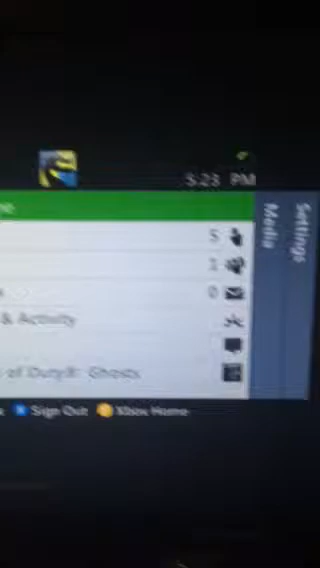 5:23 PM
5
1
0
& Activity
of Duty®: Ghosts
Settings
Media
Sign Out Xbox Home